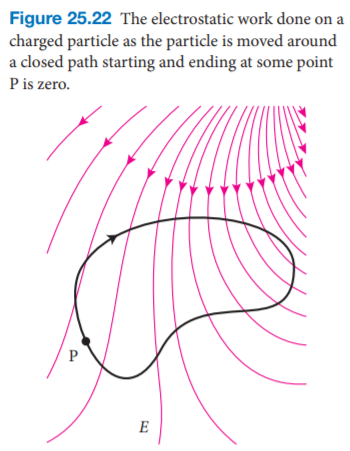 Figure 25.22 The electrostatic work done on a
charged particle as the particle is moved around
a closed path starting and ending at some point
P is zero.
P
E